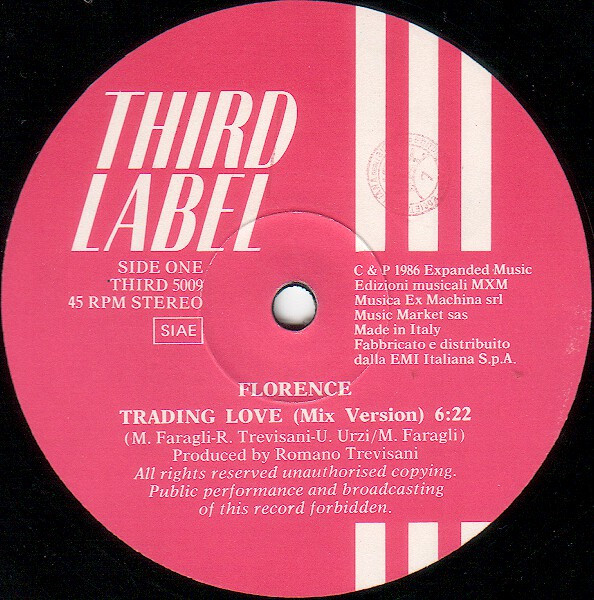 THIRD
LABEL
SIDE ONE
THIRD 5009
45 RPM STEREO
SIAE
C & P 1986 Expanded Music
Edizioni musicali MXM
Musica Ex Machina srl
Music Market sas
Made in Italy
Fabbricato e distribuito
dalla EMI Italiana S.p.A.
FLORENCE
TRADING LOVE (Mix Version) 6:22
(M. Faragli-R. Trevisani-U. Urzi/M. Faragli)
Produced by Romano Trevisani
All rights reserved unauthorised copying.
Public performance and broadcasting
of this record forbidden.